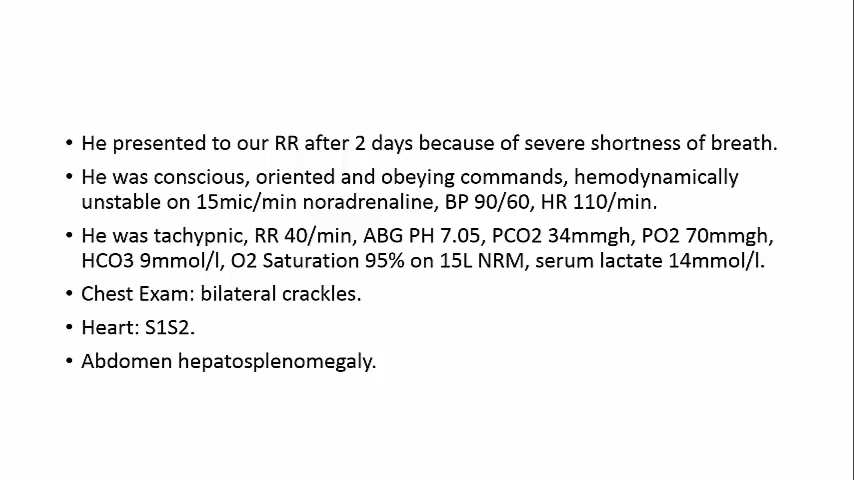 • He presented to our RR after 2 days because of severe shortness of breath.
• He was conscious, oriented and obeying commands, hemodynamically
unstable on 15mic/min noradrenaline, BP 90/60, HR 110/min.
• He was tachypnic, RR 40/min, ABG PH 7.05, PCO2 34mmgh, PO2 70mmgh,
HCO3 9mmol/l, O2 Saturation 95% on 15L NRM, serum lactate 14mmol/l.
• Chest Exam: bilateral crackles.
• Heart: S1S2.
• Abdomen hepatosplenomegaly.